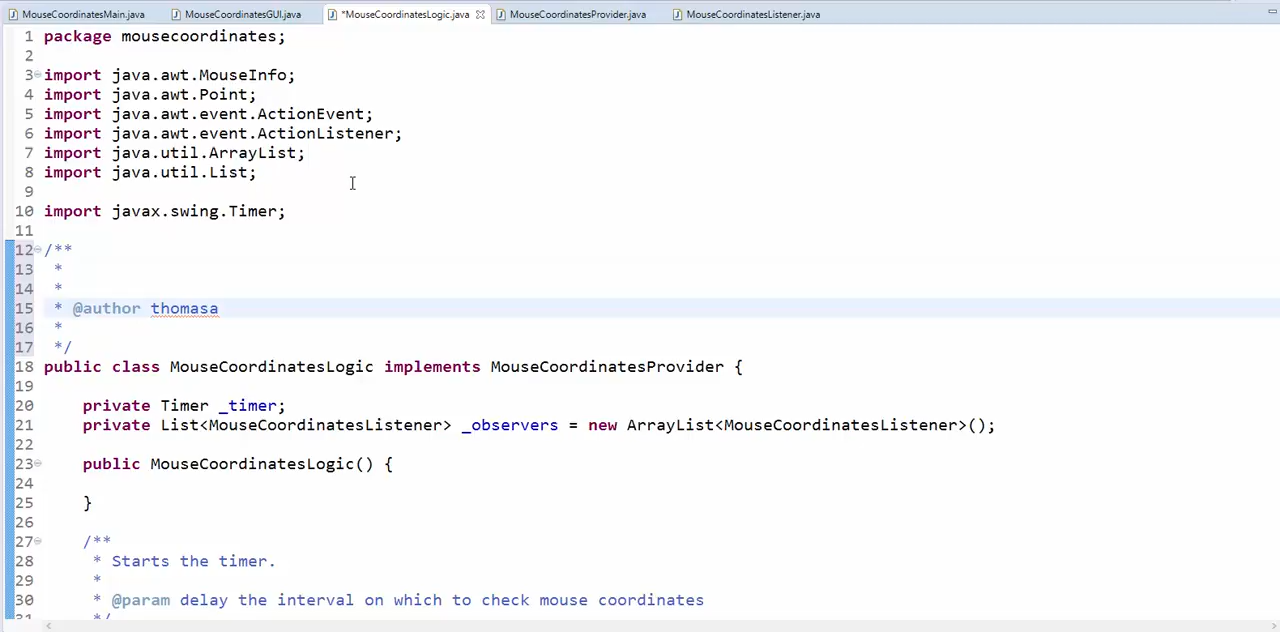 MouseCoordinatesMain.java MouseCoordinatesGUI.java *MouseCoordinatesLogic.java MouseCoordinatesProvider.java MouseCoordinatesListener.java
1 package mousecoordinates;
2
3 import java.awt.MouseInfo;
4 import java.awt.Point;
5 import java.awt.event.ActionEvent;
6 import java.awt.event.ActionListener;
7 import java.util.ArrayList;
8 import java.util.List;
9
10 import javax.swing.Timer;
11
12 /**
13 *
14 *
15 * @author thomasa
16 *
17 */
18 public class MouseCoordinatesLogic implements MouseCoordinatesProvider {
19
20 private Timer _timer;
21 private List<MouseCoordinatesListener> _observers = new ArrayList<MouseCoordinatesListener>();
22
23 public MouseCoordinatesLogic() {
24
25 }
26
27 /**
28 * Starts the timer.
29 *
30 * @param delay the interval on which to check mouse coordinates
31 */